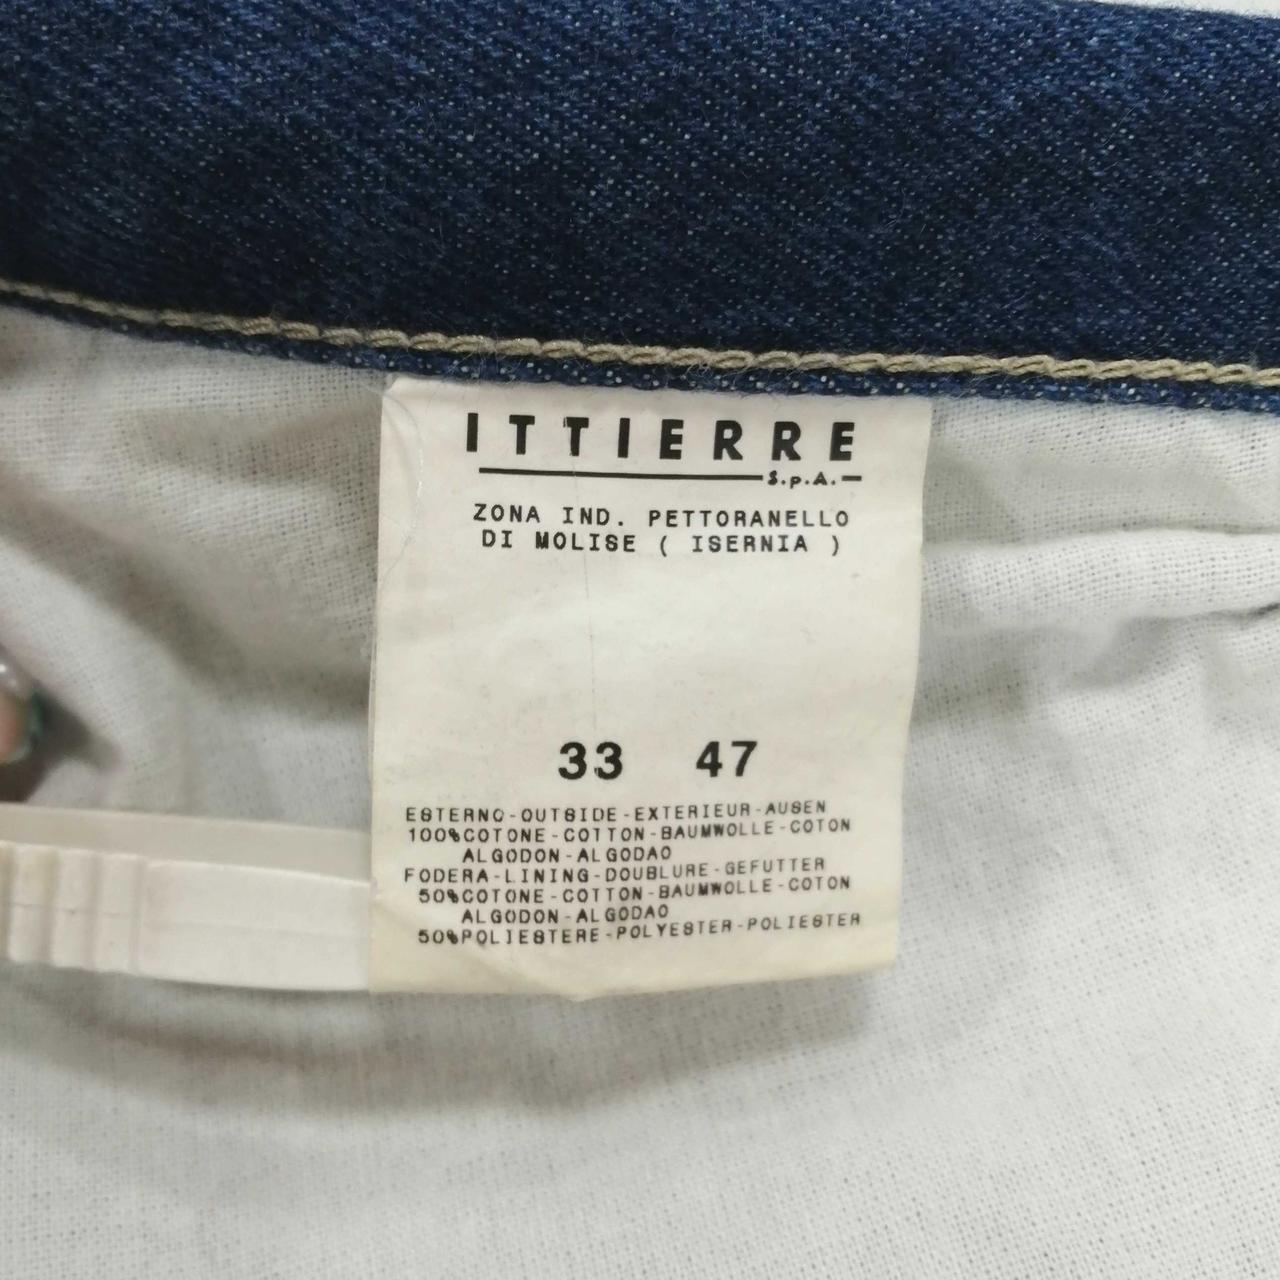 ITTIERRE
S.p.A.
ZONA IND. PETTORANELLO
DI MOLISE ( ISERNIA )
33 47
ESTERNO-OUTSIDE-EXTERIEUR-AUSEN
100%COTONE-COTTON-BAUMWOLLE-COTON
ALGODON-ALGODAO
FODERA-LINING-DOUBLURE-GEFUTTER
50%COTONE-COTTON-BAUMWOLLE-COTON
ALGODON-ALGODAO
50%POLIESTERE-POLYESTER-POLIESTER